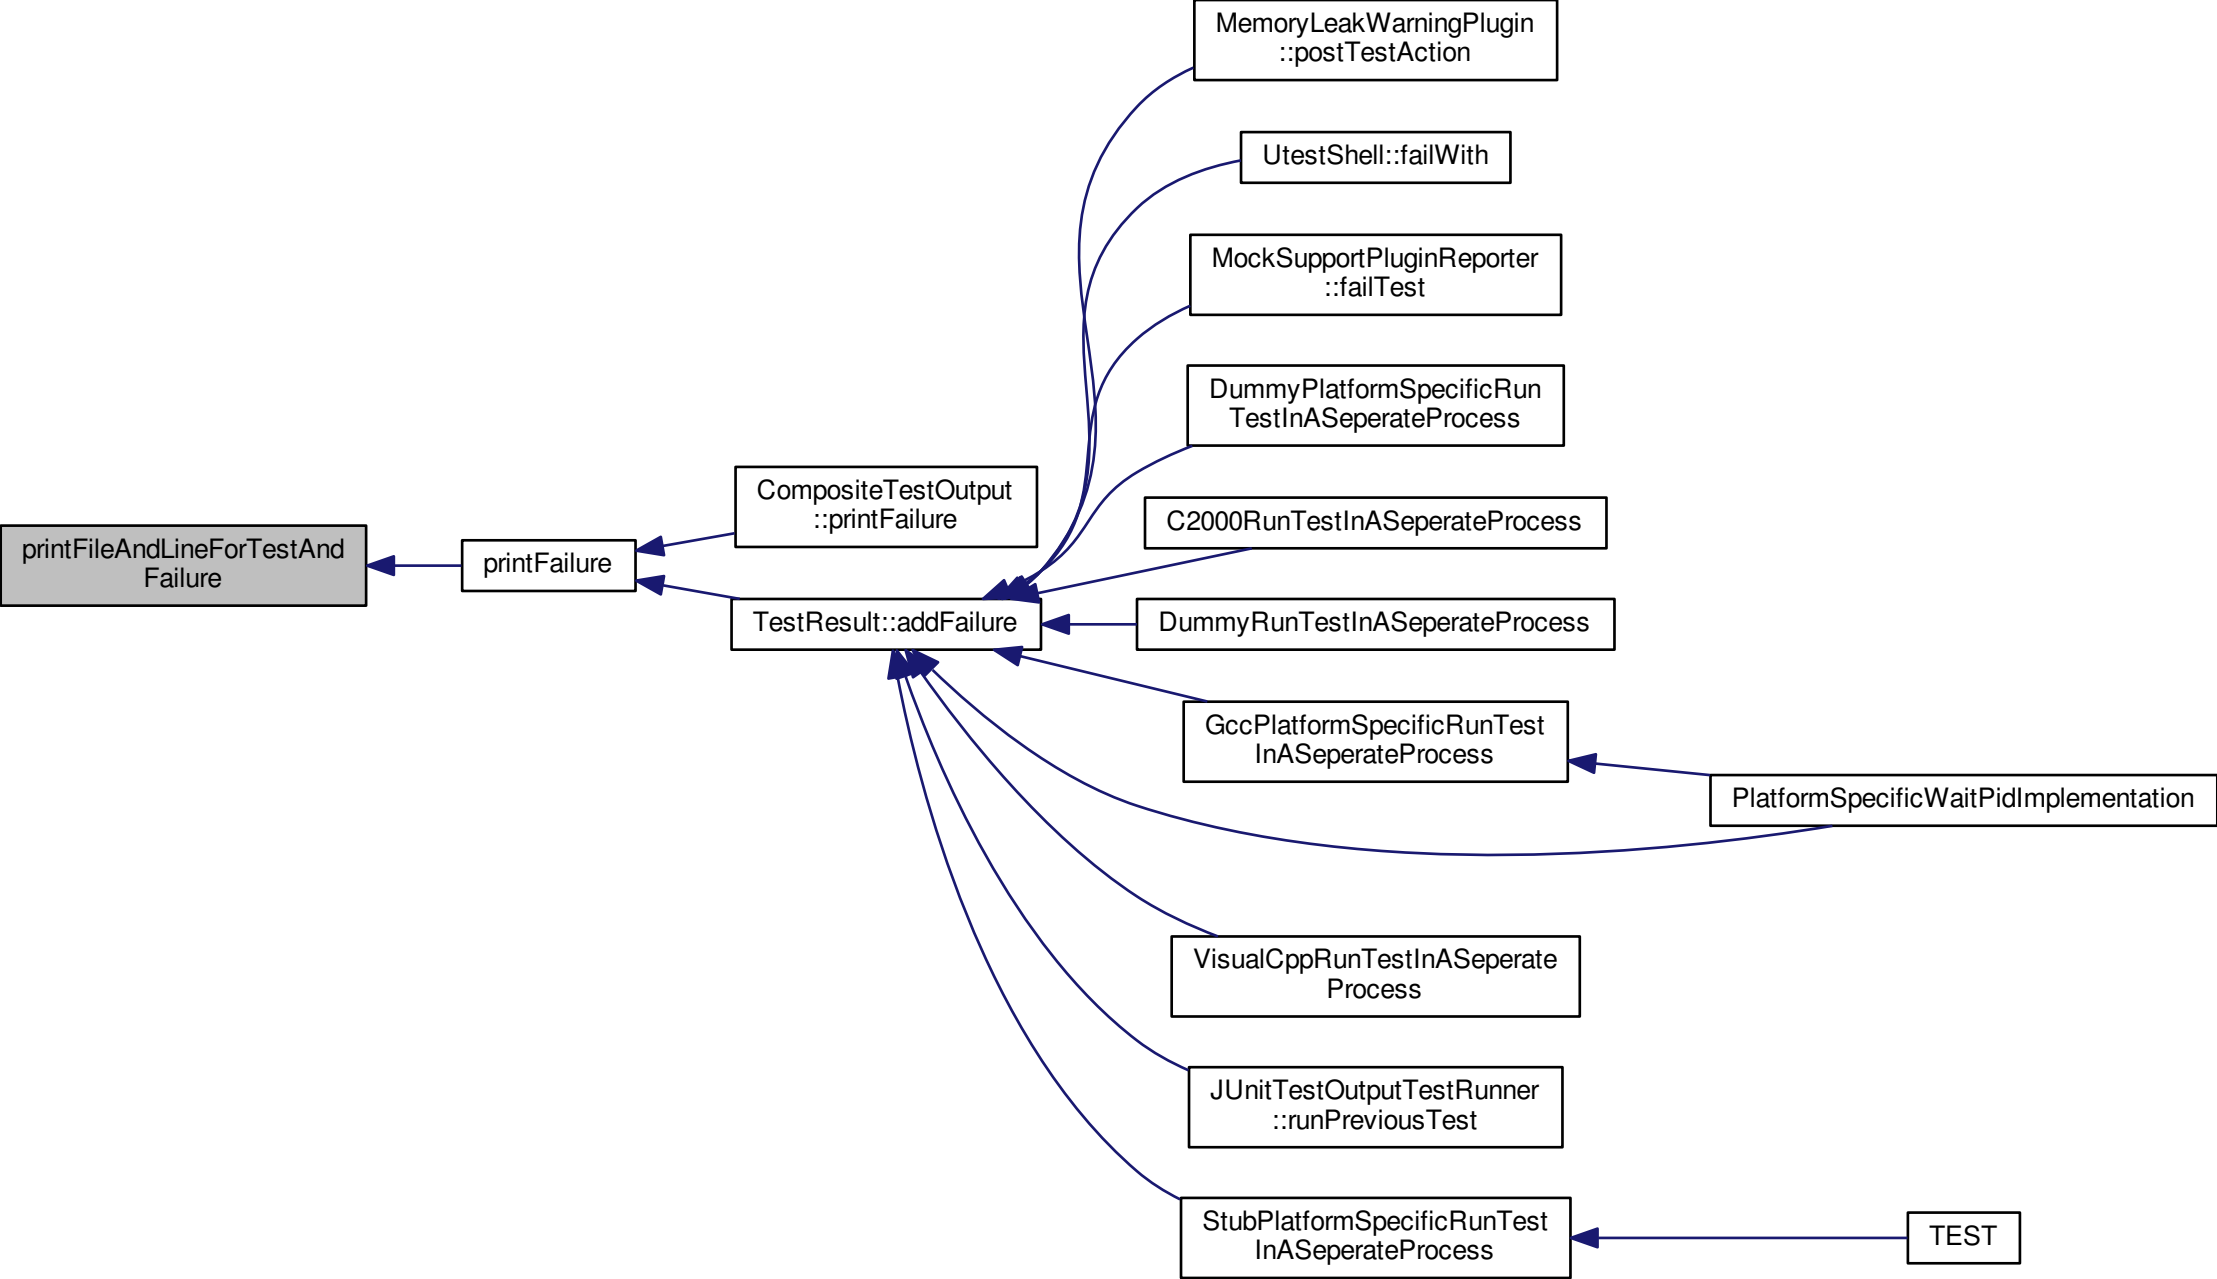 MemoryLeakWarningPlugin
::postTestAction
UtestShell::failWith
MockSupportPluginReporter
::failTest
DummyPlatformSpecificRun
TestInASeperateProcess
CompositeTestOutput
::printFailure
C2000RunTestInASeperateProcess
printFileAndLineForTestAnd
Failure
printFailure
TestResult::addFailure
DummyRunTestInASeperateProcess
GccPlatformSpecificRunTest
InASeperateProcess
PlatformSpecificWaitPidImplementation
VisualCppRunTestInASeperate
Process
JUnitTestOutputTestRunner
::runPreviousTest
StubPlatformSpecificRunTest
InASeperateProcess
TEST